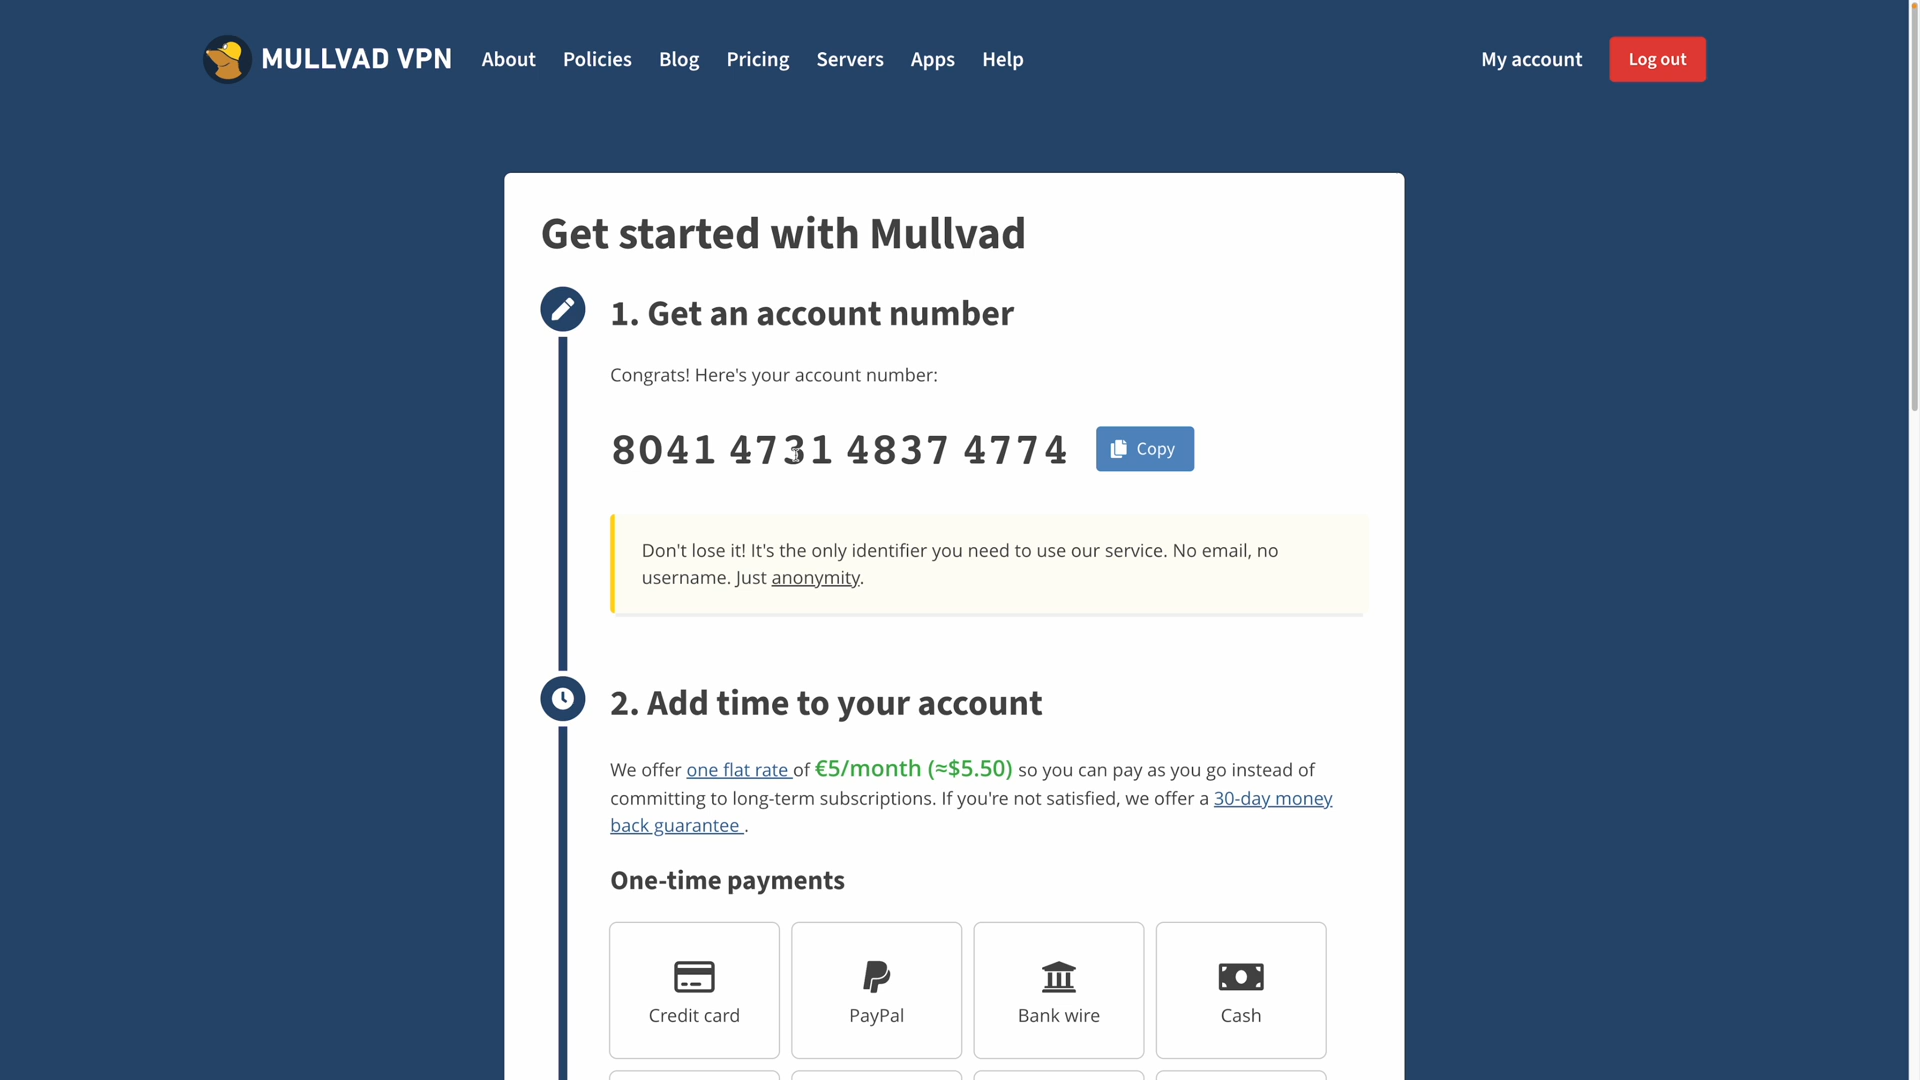 MULLVAD VPN About Policies Blog Pricing Servers Apps Help My account Log out
Get started with Mullvad
1. Get an account number
Congrats! Here's your account number:
8041 4731 4837 4774 Copy
Don't lose it! It's the only identifier you need to use our service. No email, no
username. Just anonymity.
2. Add time to your account
We offer one flat rate of €5/month (≈$5.50) so you can pay as you go instead of
committing to long-term subscriptions. If you're not satisfied, we offer a 30-day money
back guarantee .
One-time payments
Credit card PayPal Bank wire Cash